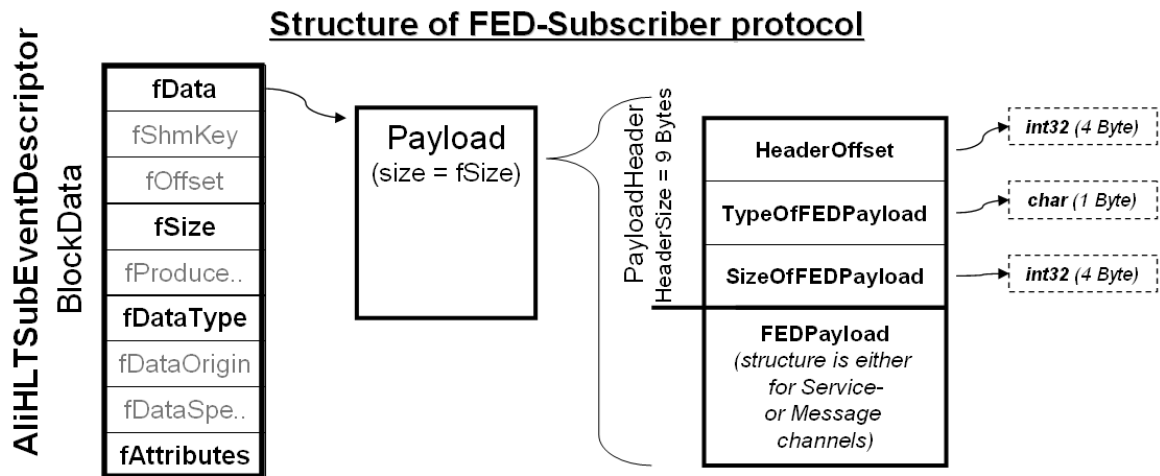 Structure of FED-Subscriber protocol
AliHLTSubEventDescriptor
BlockData
fData
fShmKey
fOffset
fSize
fProduce..
fDataType
fDataOrigin
fDataSpe..
fAttributes
Payload
(size = fSize)
PayloadHeader
HeaderSize = 9 Bytes
HeaderOffset
TypeOfFEDPayload
SizeOfFEDPayload
FEDPayload
(structure is either
for Service-
or Message
channels)
int32 (4 Byte)
char (1 Byte)
int32 (4 Byte)